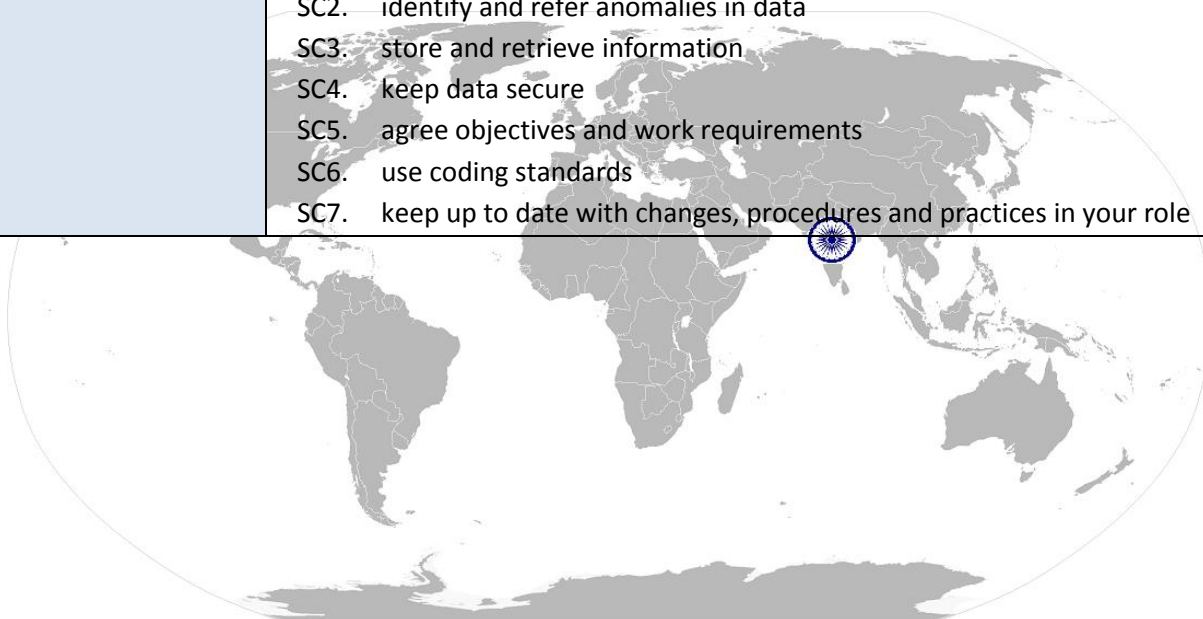 SC2. identify and refer anomalies in data
SC3. store and retrieve information
SC4. keep data secure
SC5. agree objectives and work requirements
SC6. use coding standards
SC7. keep up to date with changes, procedures and practices in your role